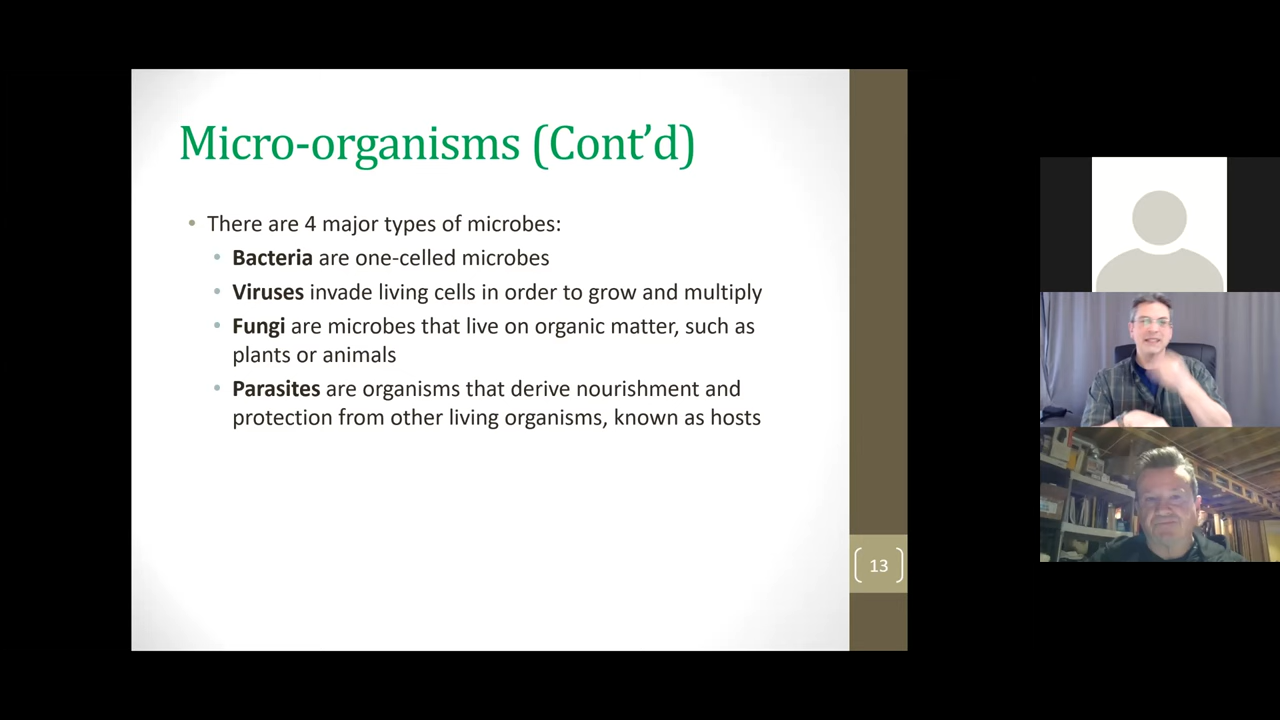 Micro-organisms (Cont’d)
• There are 4 major types of microbes:
• Bacteria are one-celled microbes
• Viruses invade living cells in order to grow and multiply
• Fungi are microbes that live on organic matter, such as
plants or animals
• Parasites are organisms that derive nourishment and
protection from other living organisms, known as hosts
13